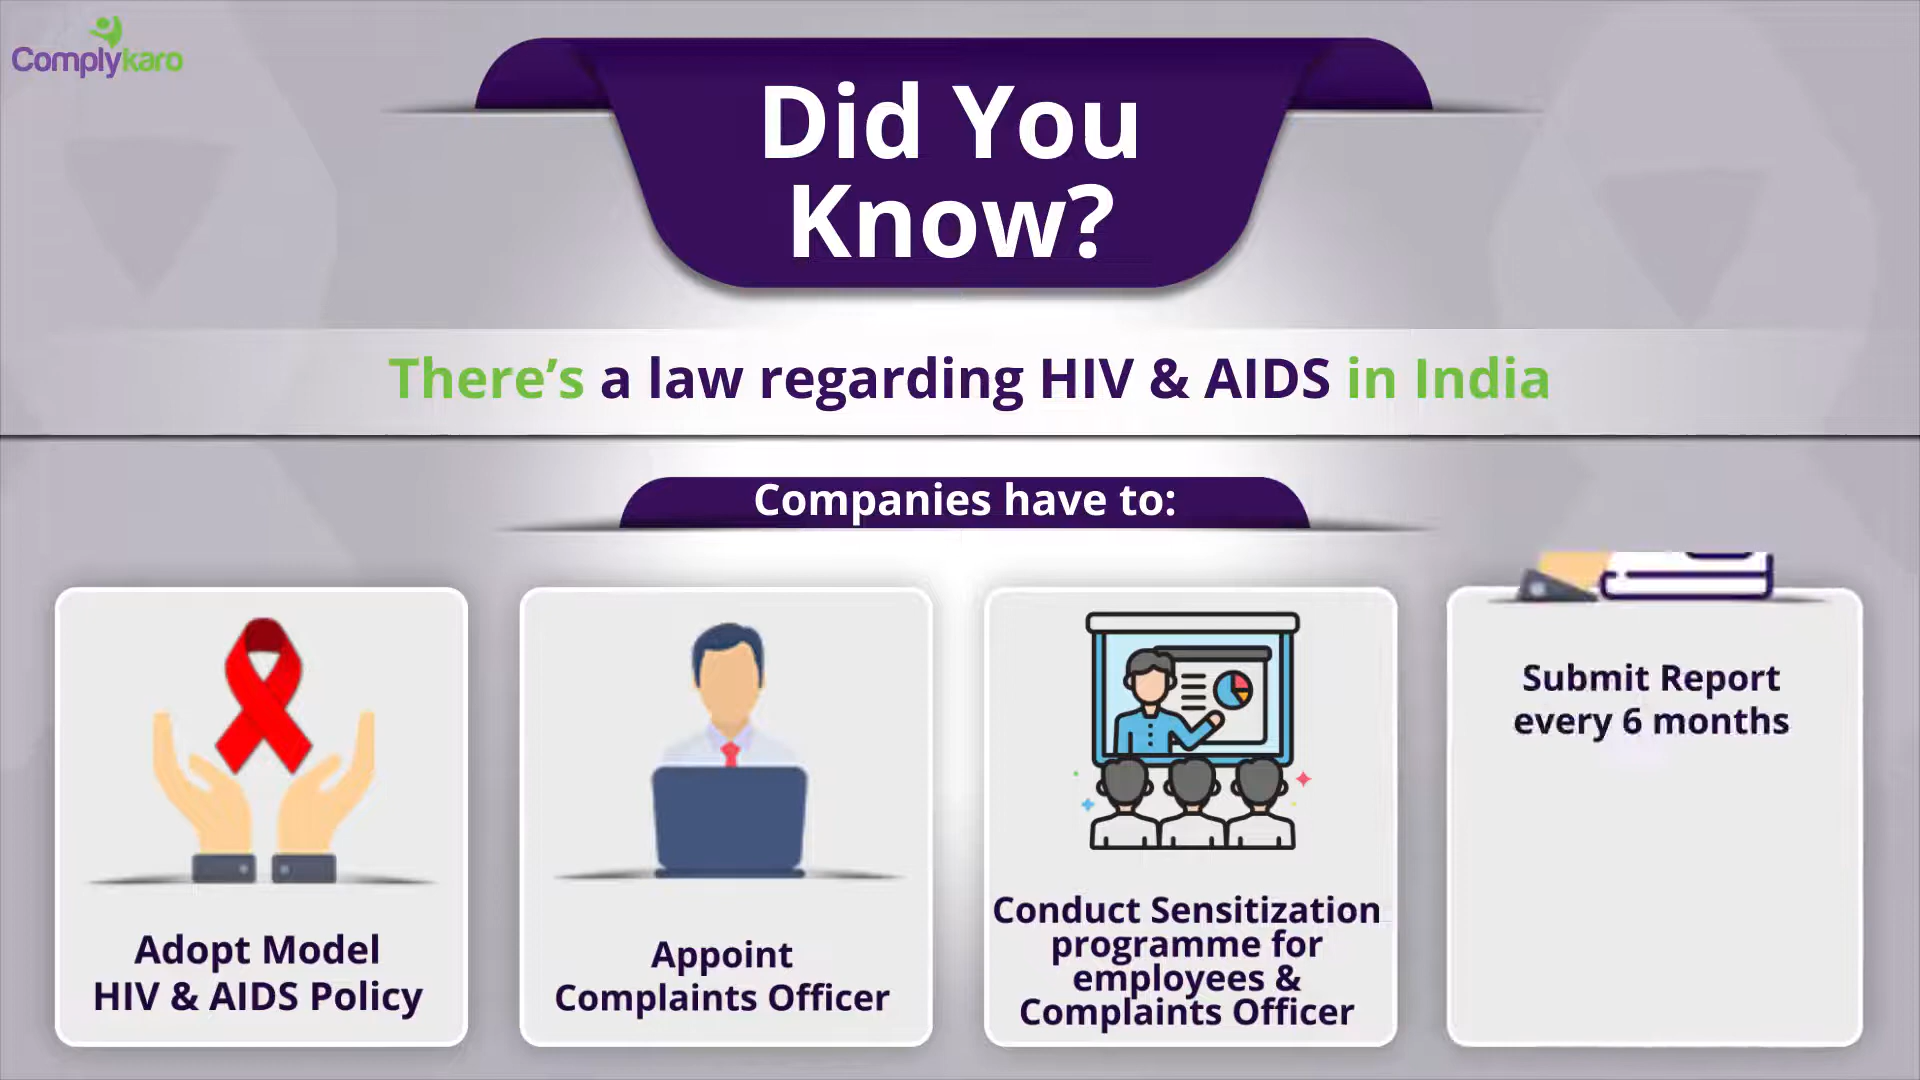 Complykaro
Did You
Know?
There’s a law regarding HIV & AIDS in India
Companies have to:
Adopt Model
HIV & AIDS Policy
Appoint
Complaints Officer
Conduct Sensitization
programme for
employees &
Complaints Officer
Submit Report
every 6 months